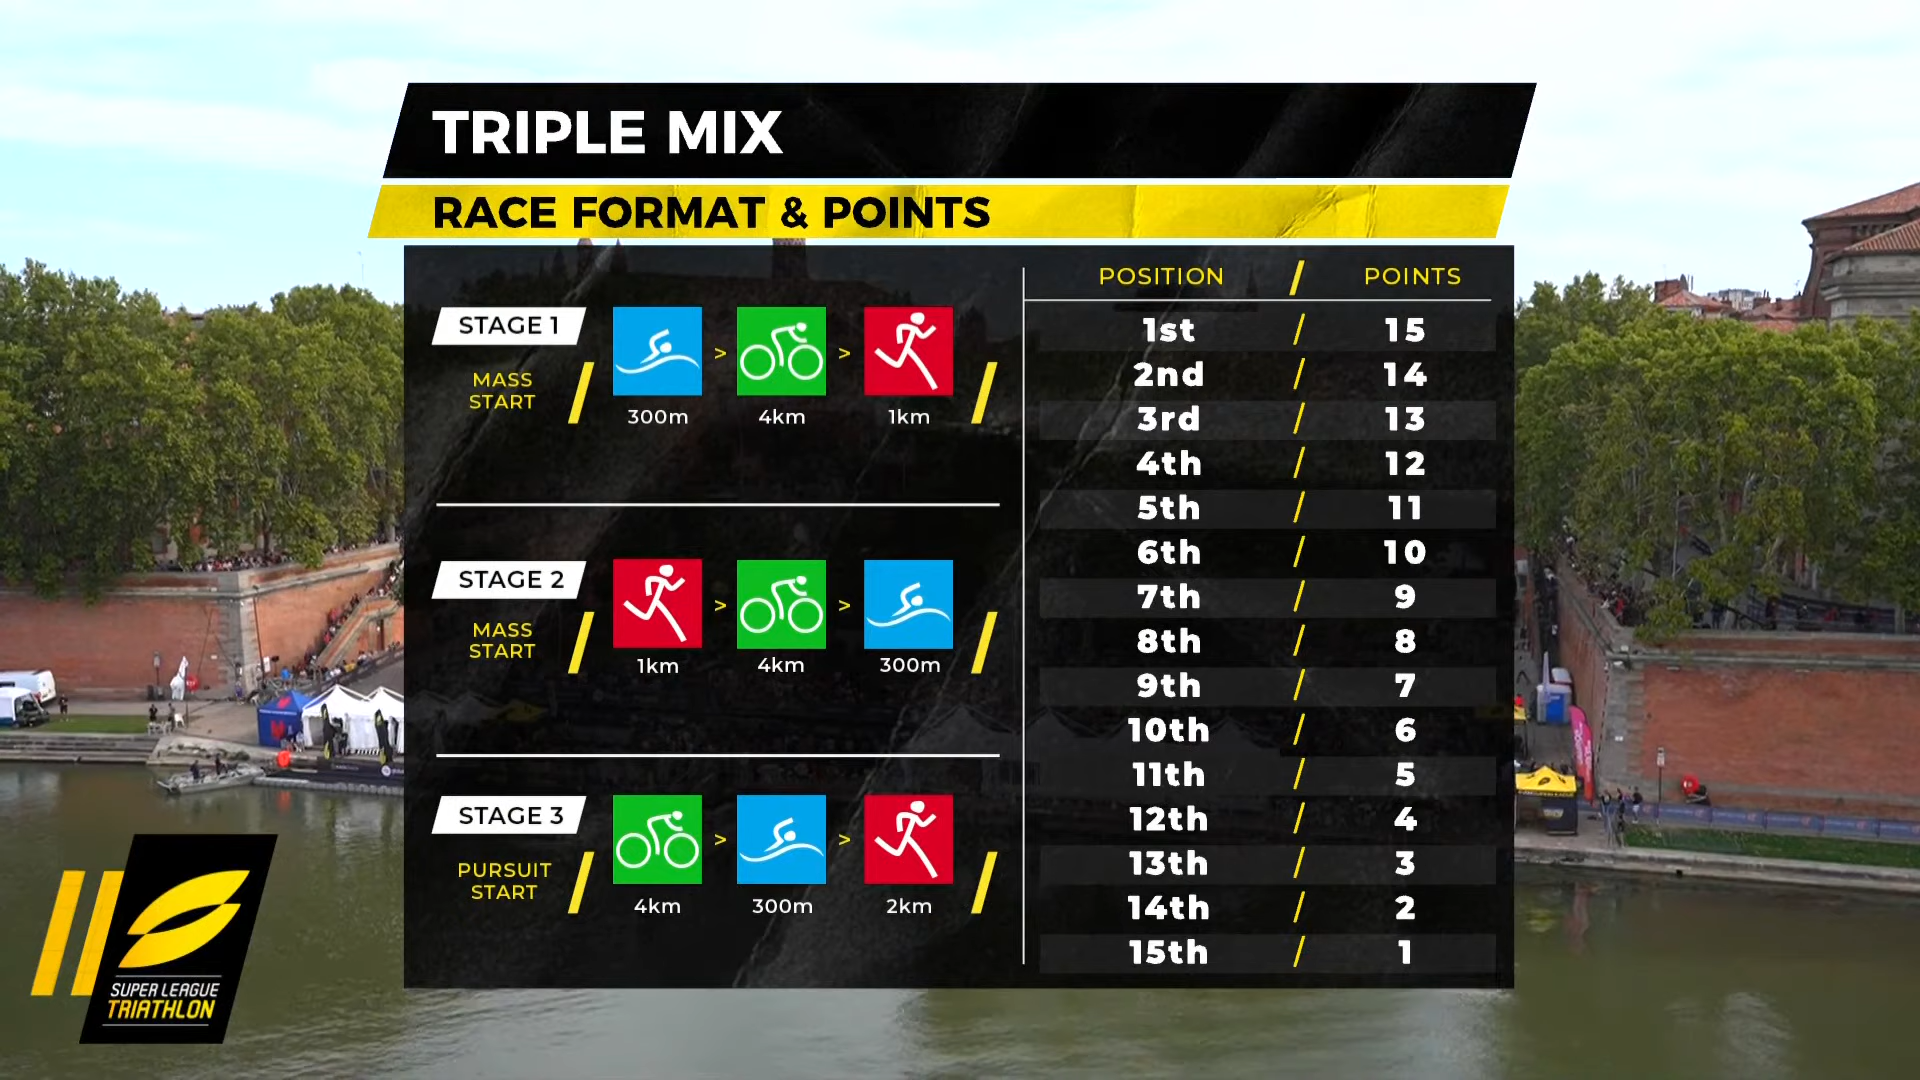 TRIPLE MIX
RACE FORMAT & POINTS
STAGE 1
MASS
START
>
>
300m
4km
1km
STAGE 2
MASS
START
>
>
1km
4km
300m
STAGE 3
PURSUIT
START
>
>
4km
300m
2km
POSITION / POINTS
1st / 15
2nd / 14
3rd / 13
4th / 12
5th / 11
6th / 10
7th / 9
8th / 8
9th / 7
10th / 6
11th / 5
12th / 4
13th / 3
14th / 2
15th / 1
SUPER LEAGUE
TRIATHLON